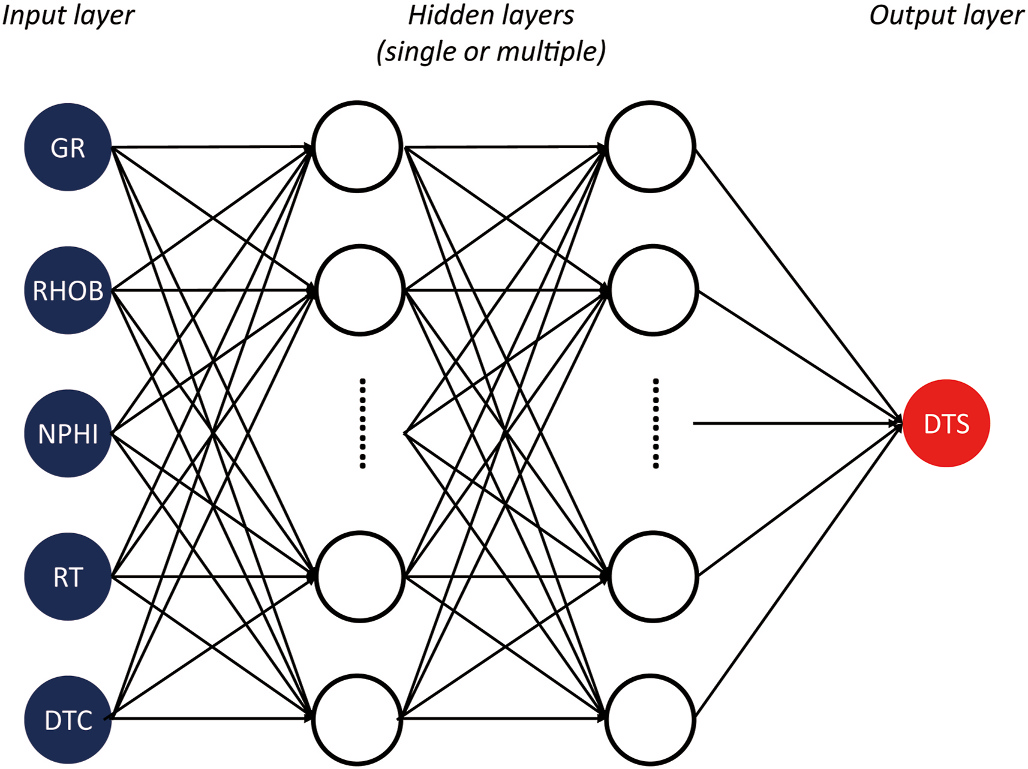 Input layer
Hidden layers
(single or multiple)
Output layer
GR
RHOB
NPHI
RT
DTC
DTS